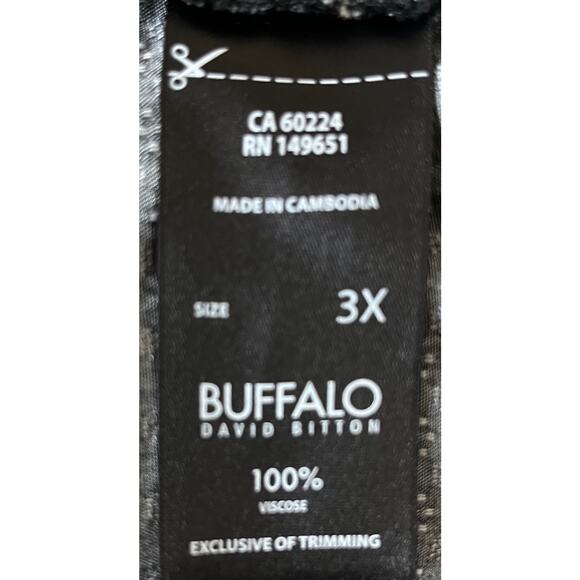 CA 60224
RN 149651
MADE IN CAMBODIA
SIZE 3X
BUFFALO
DAVID BITTON
100%
VISCOSE
EXCLUSIVE OF TRIMMING